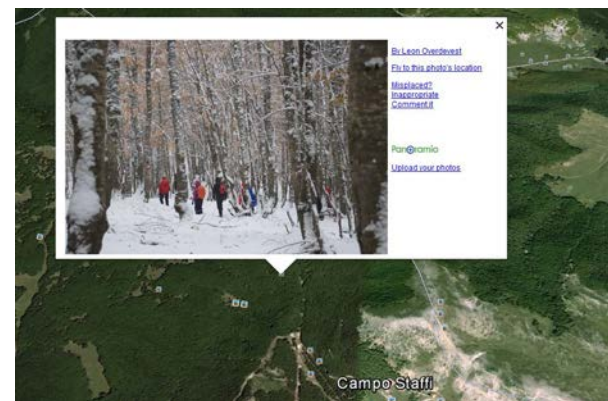 By Leon Overdevest
Fly to this photo's location
Misplaced?
Inappropriate
Comment it
Panoramio
Upload your photos
Campo Staffi